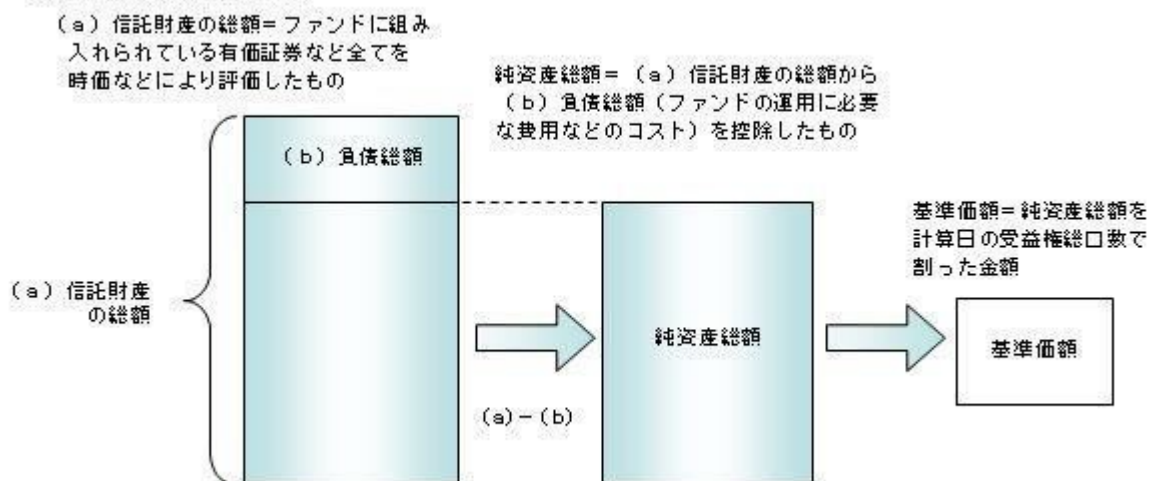 (a)信託財産の総額=ファンドに組み
入れられている有価証券など全てを
時価などにより評価したもの
純資産総額=(a)信託財産の総額から
(b)負債総額(ファンドの運用に必要
な費用などのコスト)を控除したもの
(b)負債総額
基準価額=純資産総額を
計算日の受益権総口数で
割った金額
(a)信託財産
の総額
純資産総額
基準価額
(a)-(b)